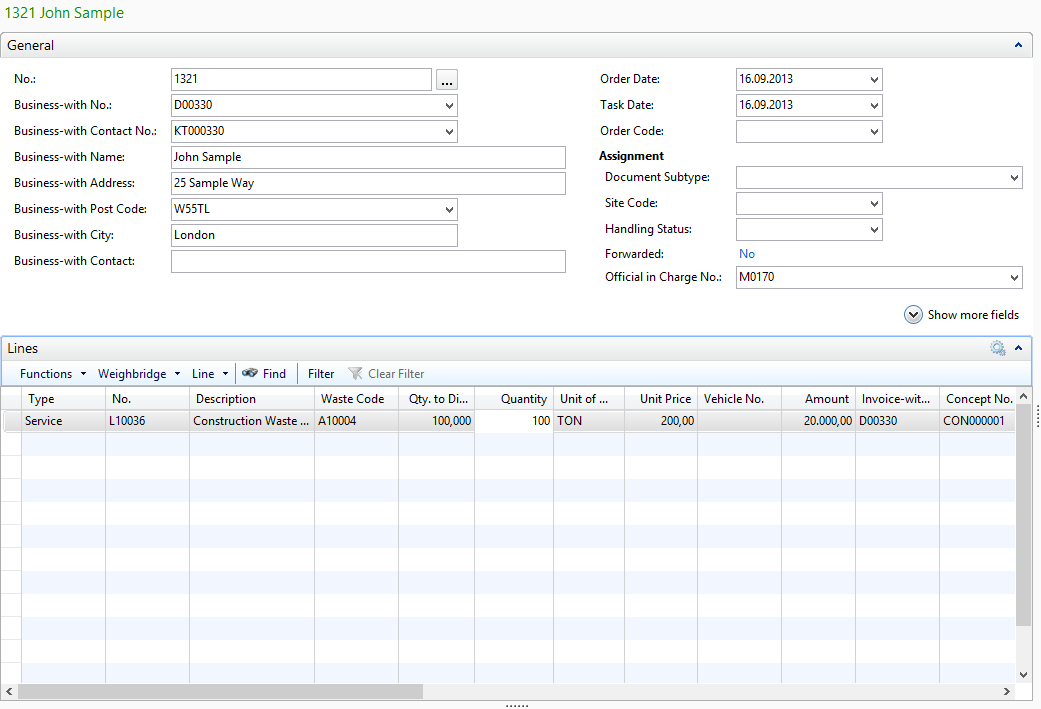 1321 John Sample
General
No.: 1321 ...
Business-with No.: D00330
Business-with Contact No.: KT000330
Business-with Name: John Sample
Business-with Address: 25 Sample Way
Business-with Post Code: W55TL
Business-with City: London
Business-with Contact:
Order Date: 16.09.2013
Task Date: 16.09.2013
Order Code:
Assignment
Document Subtype:
Site Code:
Handling Status:
Forwarded: No
Official in Charge No.: M0170
Show more fields
Lines
Functions Weighbridge Line Find Filter Clear Filter
Type No. Description Waste Code Qty. to Di... Quantity Unit of ... Unit Price Vehicle No. Amount Invoice-wit... Concept No.
Service L10036 Construction Waste ... A10004 100,000 100 TON 200,00 20.000,00 D00330 CON000001